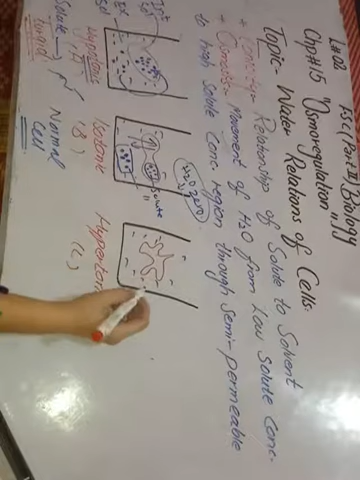 L# 02 FSc (Part II) Biology
Chp#15 "Osmoregulation"
Topic- Water Relations of Cells.
Relationship of Solute to Solvent
* Osmosis- Movement of H2O from Low Solute Conc.
to high Solute Conc. region through Semi-permeable
H2O
Solute
Hypotonic
Isotonic
Hyperton
(B)
(C)
Solute →
Normal
Cell